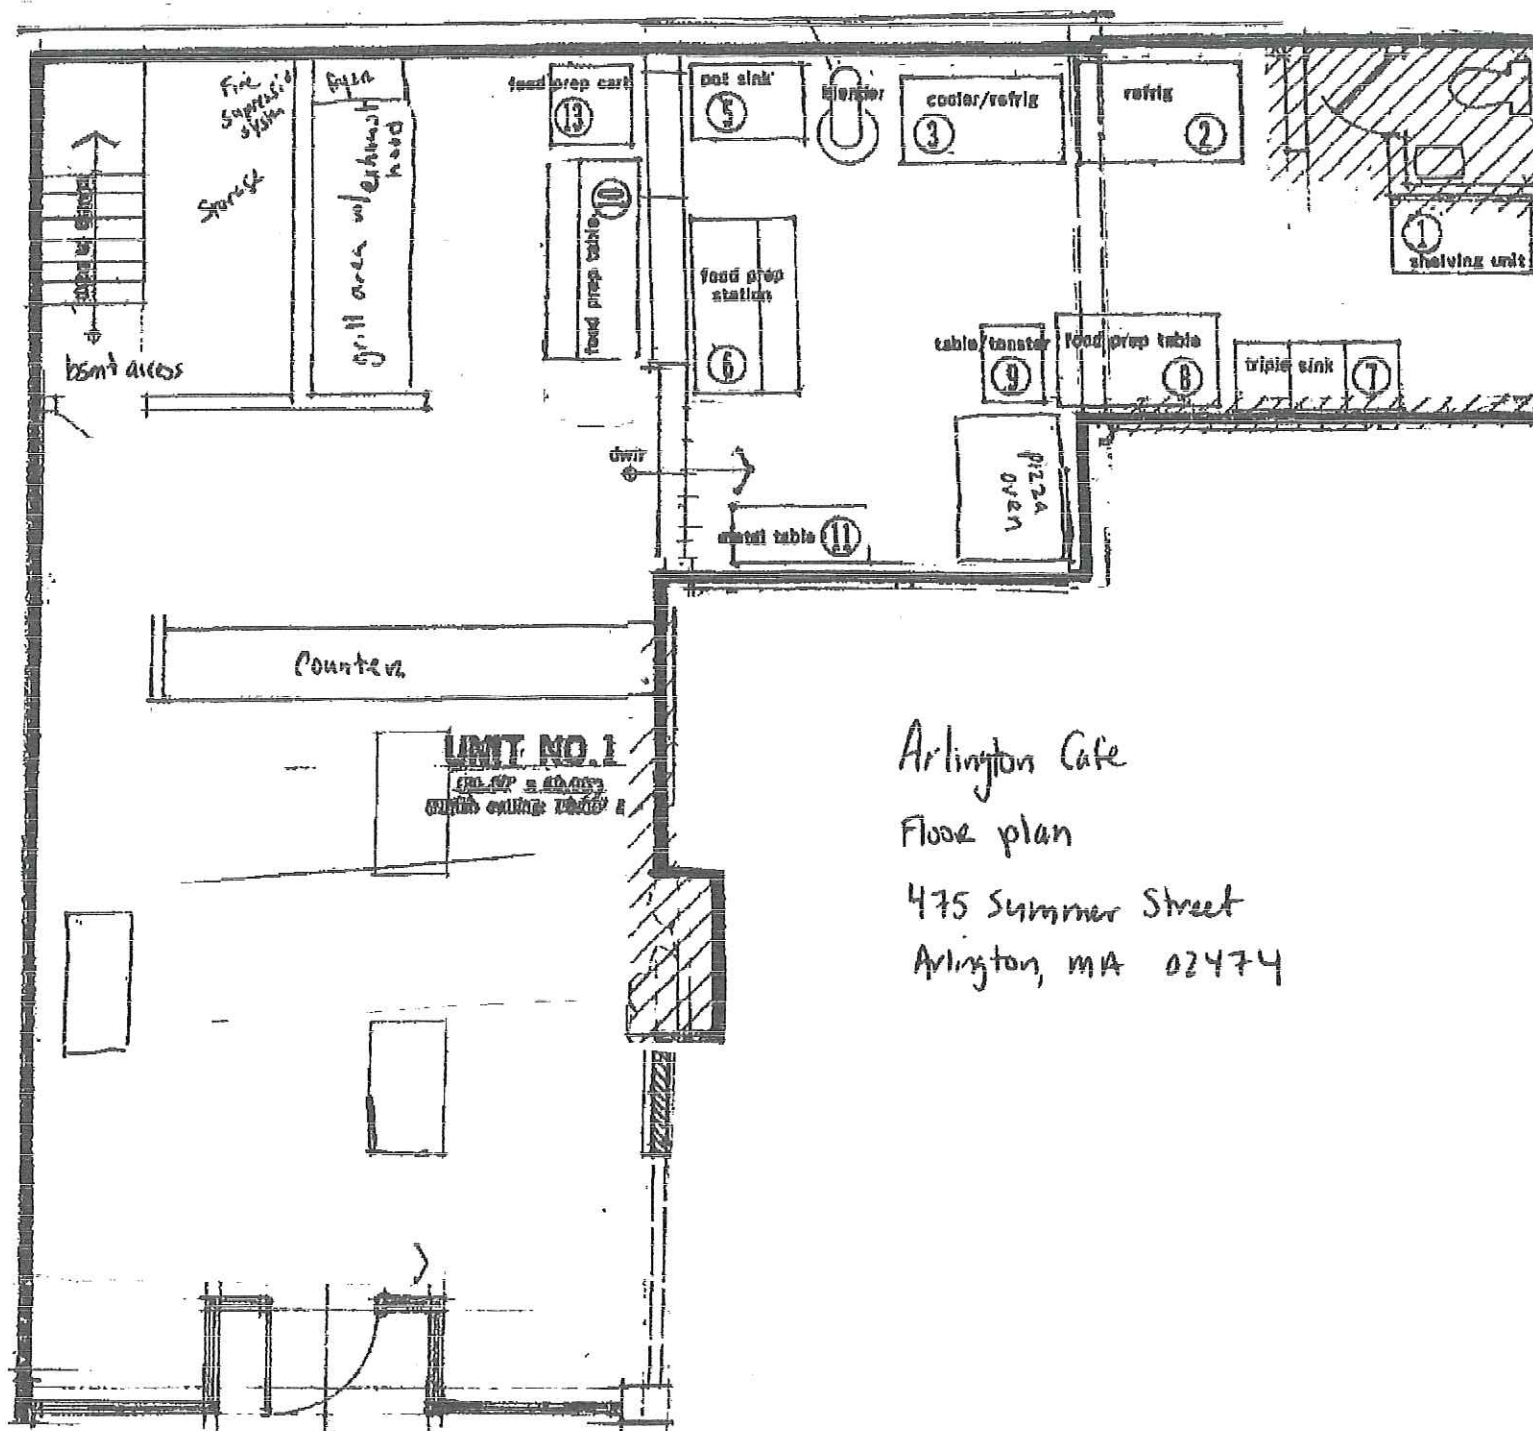 Fire
system
storage
grill area w/exhaust
hood
bsmt access
food prep cart
13
10
food prep table
pot sink
5
blender
cooler/refrig
3
refrig
2
1
shelving unit
food prep
station
6
table/toaster
9
food prep table
8
triple sink
7
pizza
oven
metal table
11
Counter
UNIT NO. 1
Arlington Cafe
Floor plan
475 Summer Street
Arlington, MA 02474